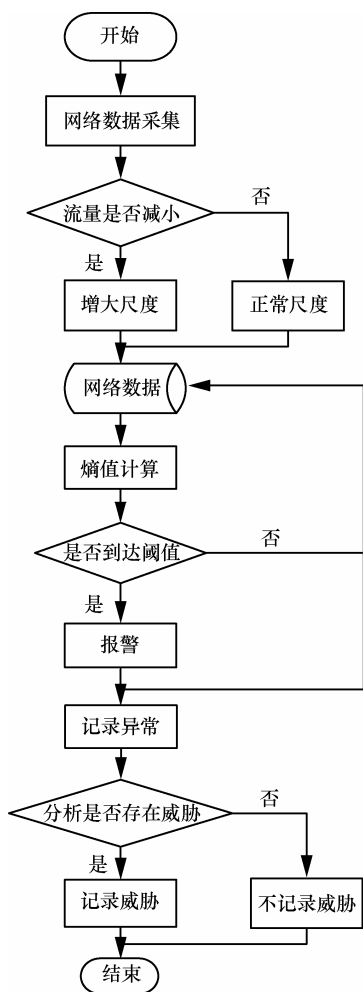 开始
网络数据采集
流量是否减小
否
是
增大尺度
正常尺度
网络数据
熵值计算
是否到达阈值
否
是
报警
记录异常
分析是否存在威胁
否
是
记录威胁
不记录威胁
结束